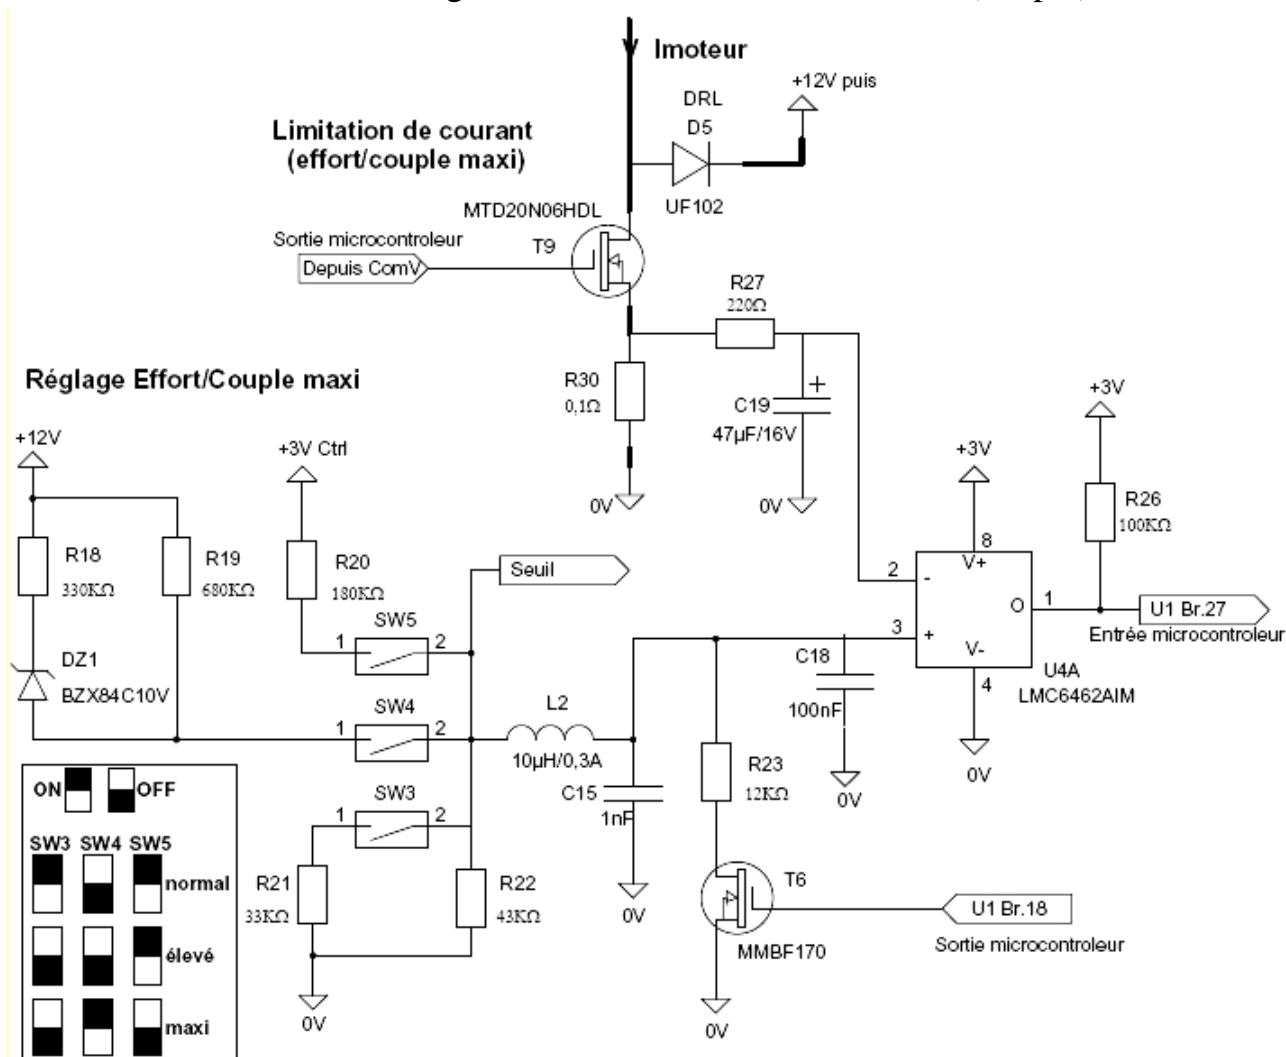 Imoteur
+12V puis
DRL
D5
UF102
Limitation de courant
(effort/couple maxi)
MTD20N06HDL
T9
Sortie microcontroleur
Depuis ComV
R27
220Ω
R30
0,1Ω
C19
+
47µF/16V
0V
0V
Réglage Effort/Couple maxi
+12V
+3V Ctrl
+3V
+3V
R18
330KΩ
R19
680KΩ
R20
180KΩ
Seuil
SW5
1 2
DZ1
BZX84C10V
SW4
1 2
L2
10µH/0,3A
SW3
1 2
C15
1nF
0V
R21
33KΩ
R22
43KΩ
0V
R23
12KΩ
C18
100nF
0V
R26
100KΩ
8
V+
2 -
3 +
O 1
V-
4
U4A
LMC6462AIM
0V
U1 Br.27
Entrée microcontroleur
T6
MMBF170
U1 Br.18
Sortie microcontroleur
0V
ON OFF
SW3 SW4 SW5
normal
élevé
maxi